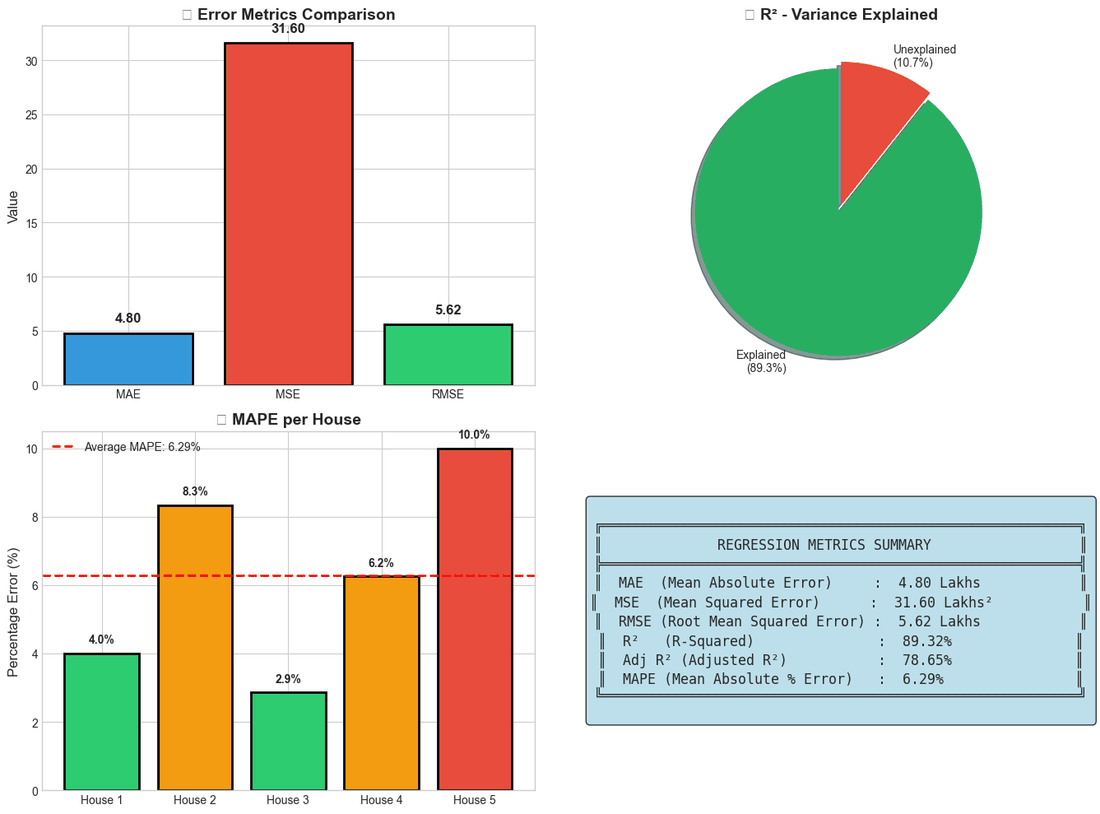 Error Metrics Comparison
Value
30
25
20
15
10
5
0
4.80
31.60
5.62
MAE
MSE
RMSE
R² - Variance Explained
Unexplained
(10.7%)
Explained
(89.3%)
MAPE per House
Percentage Error (%)
10
8
6
4
2
0
Average MAPE: 6.29%
4.0%
8.3%
2.9%
6.2%
10.0%
House 1
House 2
House 3
House 4
House 5
REGRESSION METRICS SUMMARY
MAE (Mean Absolute Error) : 4.80 Lakhs
MSE (Mean Squared Error) : 31.60 Lakhs²
RMSE (Root Mean Squared Error) : 5.62 Lakhs
R² (R-Squared) : 89.32%
Adj R² (Adjusted R²) : 78.65%
MAPE (Mean Absolute % Error) : 6.29%